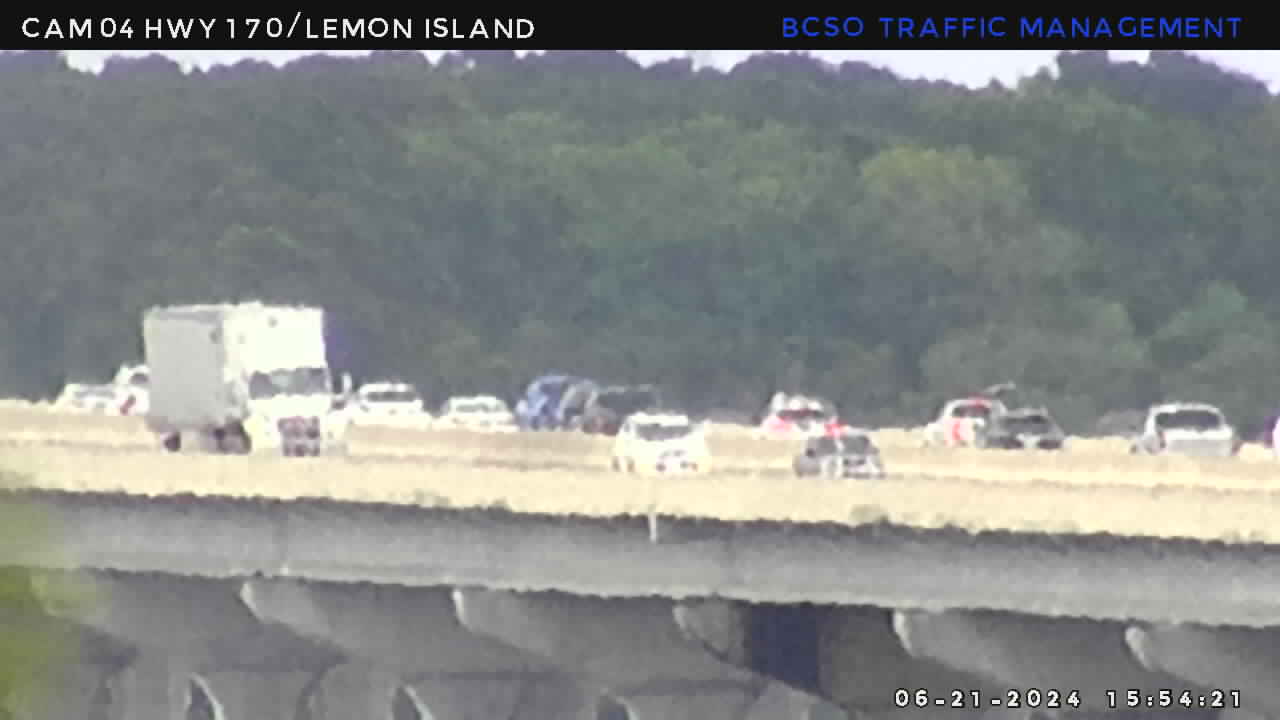 CAM04 HWY 170/LEMON ISLAND
BCSO TRAFFIC MANAGEMENT
06-21-2024 15:54:21